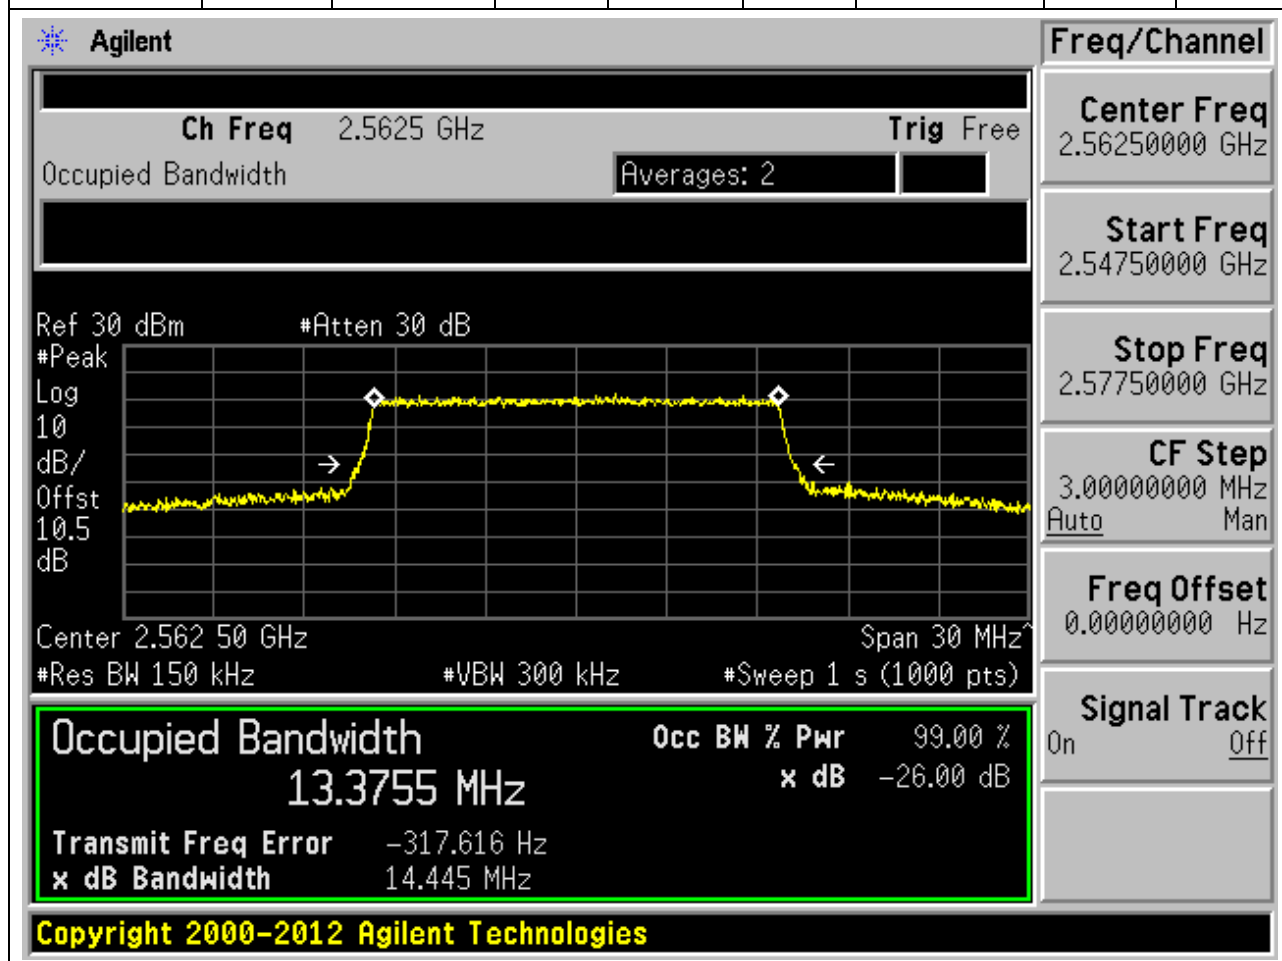 Agilent
Freq/Channel
Ch Freq 2.5625 GHz Trig Free
Occupied Bandwidth Averages: 2
Ref 30 dBm #Atten 30 dB
#Peak
Log
10
dB/
Offst
10.5
dB
Center 2.562 50 GHz Span 30 MHz^
#Res BW 150 kHz #VBW 300 kHz #Sweep 1 s (1000 pts)
Occupied Bandwidth Occ BW % Pwr 99.00 %
13.3755 MHz x dB -26.00 dB
Transmit Freq Error -317.616 Hz
x dB Bandwidth 14.445 MHz
Copyright 2000-2012 Agilent Technologies
Center Freq
2.56250000 GHz
Start Freq
2.54750000 GHz
Stop Freq
2.57750000 GHz
CF Step
3.00000000 MHz
Auto Man
Freq Offset
0.00000000 Hz
Signal Track
On Off